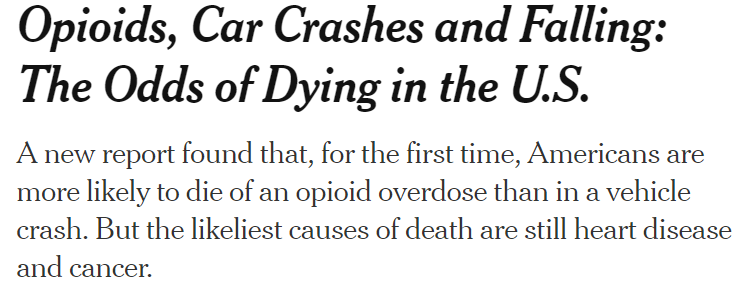 Opioids, Car Crashes and Falling:
The Odds of Dying in the U.S.
A new report found that, for the first time, Americans are
more likely to die of an opioid overdose than in a vehicle
crash. But the likeliest causes of death are still heart disease
and cancer.